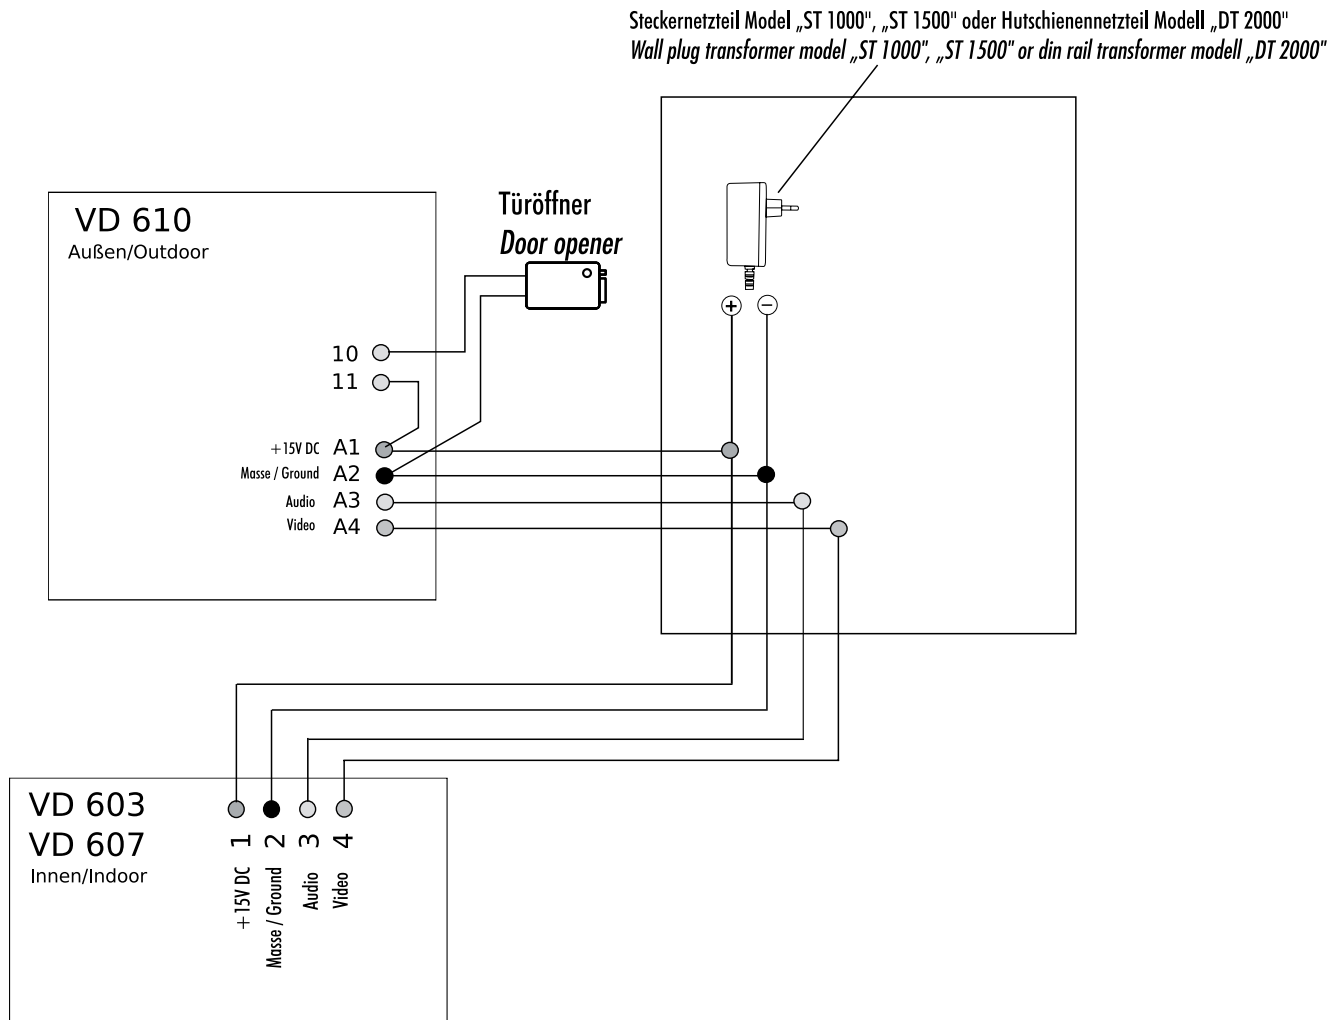 Steckernetzteil Model „ST 1000", „ST 1500" oder Hutschienennetzteil Modell „DT 2000"
Wall plug transformer model „ST 1000", „ST 1500" or din rail transformer modell „DT 2000"
VD 610
Außen/Outdoor
Türöffner
Door opener
+
−
10
11
+15V DC A1
Masse / Ground A2
Audio A3
Video A4
VD 603
VD 607
Innen/Indoor
1
2
3
4
+15V DC
Masse / Ground
Audio
Video